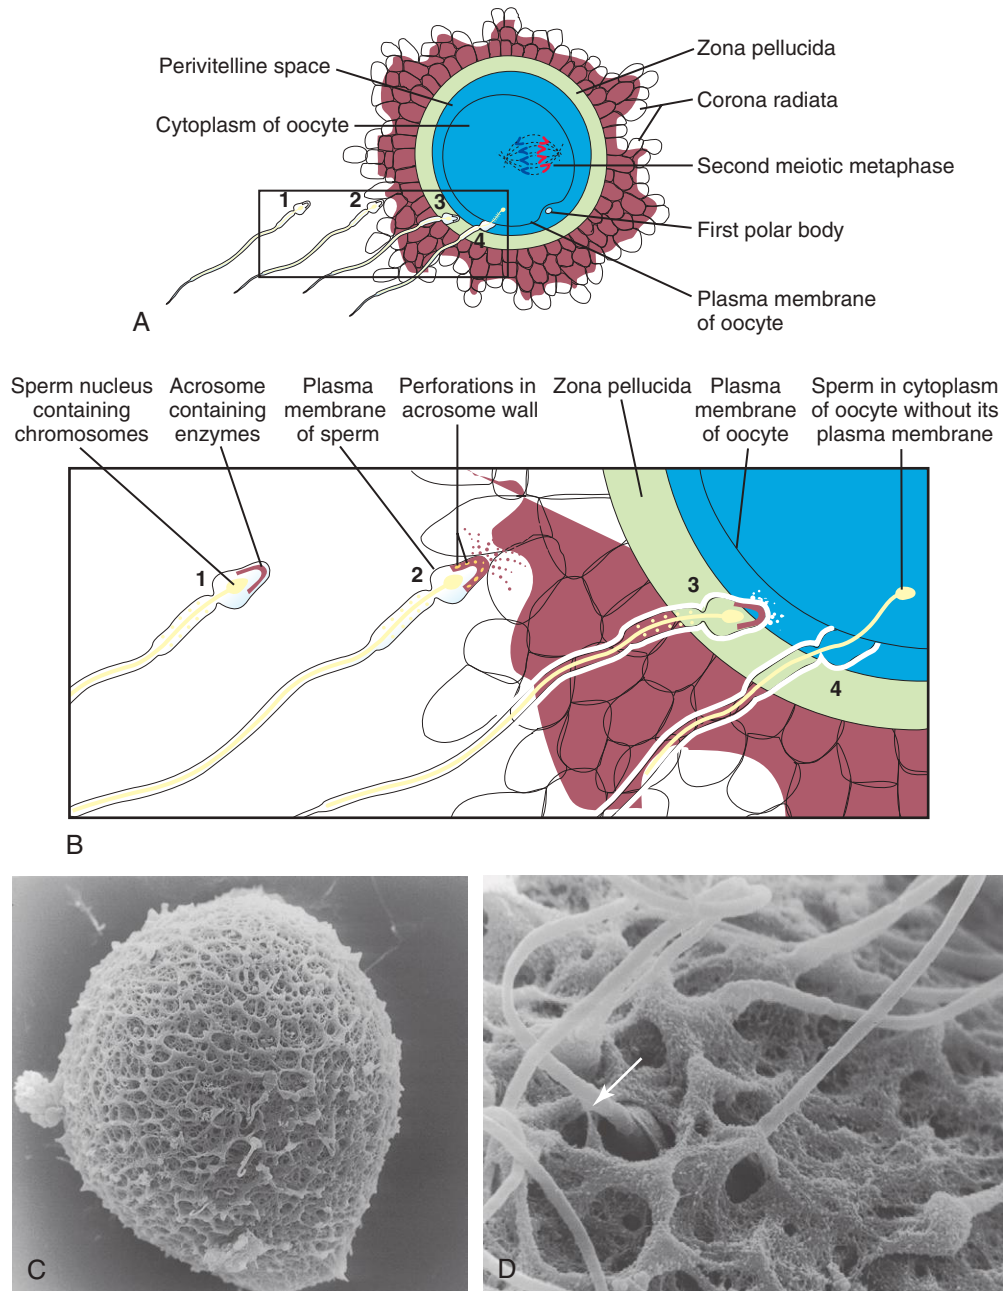 Perivitelline space
Cytoplasm of oocyte
Zona pellucida
Corona radiata
Second meiotic metaphase
First polar body
Plasma membrane
of oocyte
1
2
3
4
A
Sperm nucleus
containing
chromosomes
Acrosome
containing
enzymes
Plasma
membrane
of sperm
Perforations in
acrosome wall
Zona pellucida
Plasma
membrane
of oocyte
Sperm in cytoplasm
of oocyte without its
plasma membrane
1
2
3
4
B
C
D